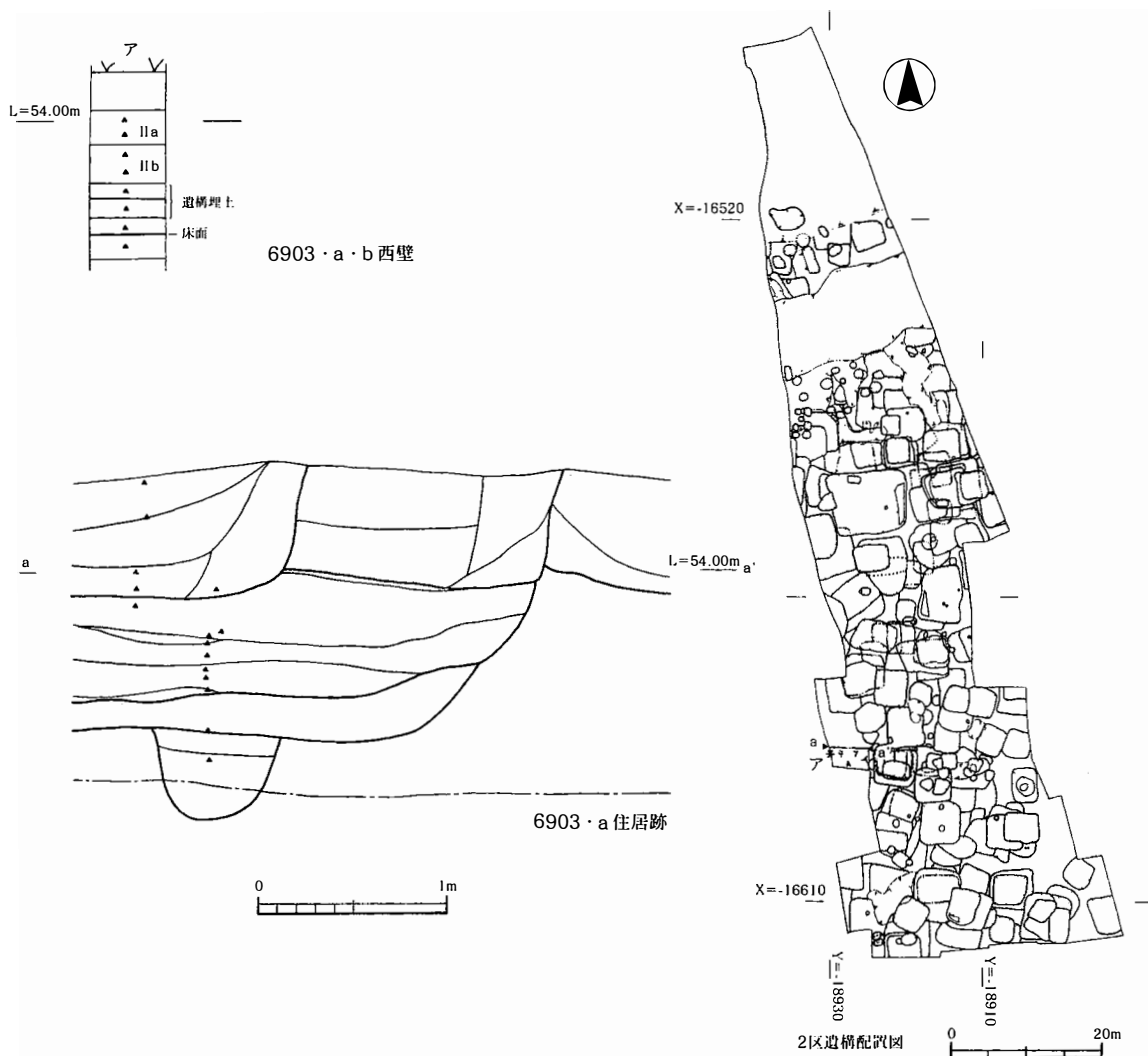 ア
L=54.00m
IIa
IIb
遺構埋土
床面
6903・a・b西壁
a
L=54.00m a'
6903・a住居跡
0 1m
X=-16520
a
a'
ア
X=-16610
Y=-18930
Y=-18910
2区遺構配置図
0 20m